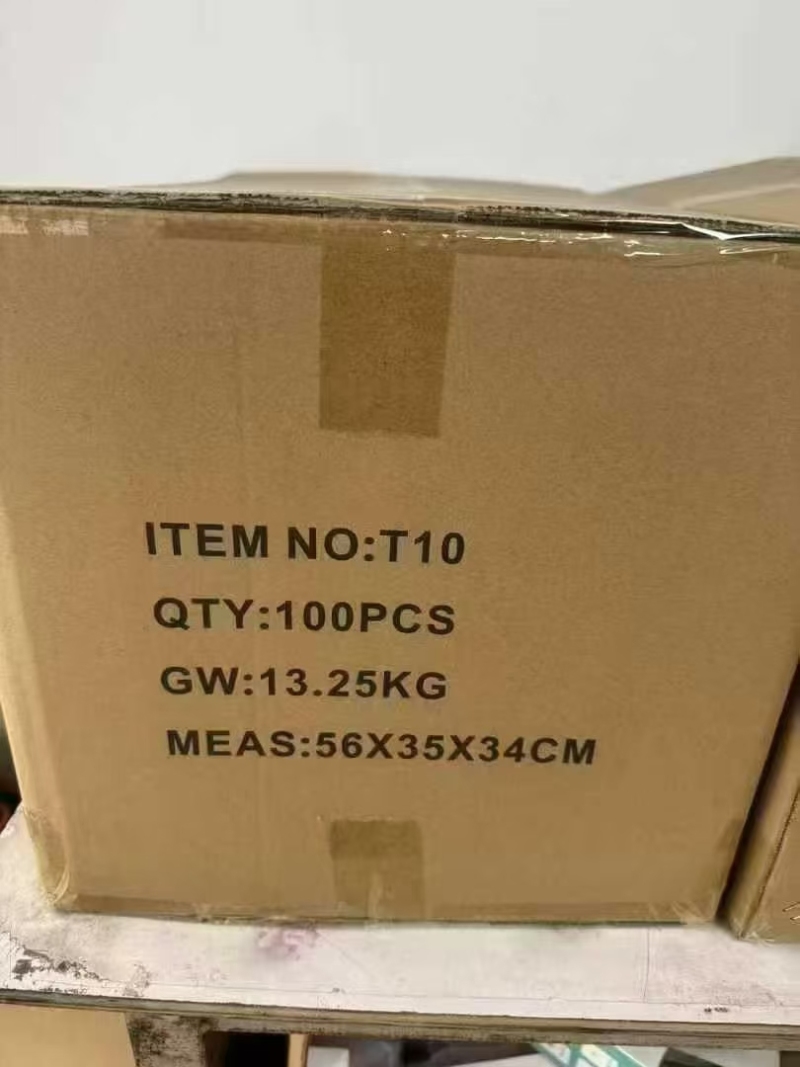 ITEM NO:T10
QTY:100PCS
GW:13.25KG
MEAS:56X35X34CM